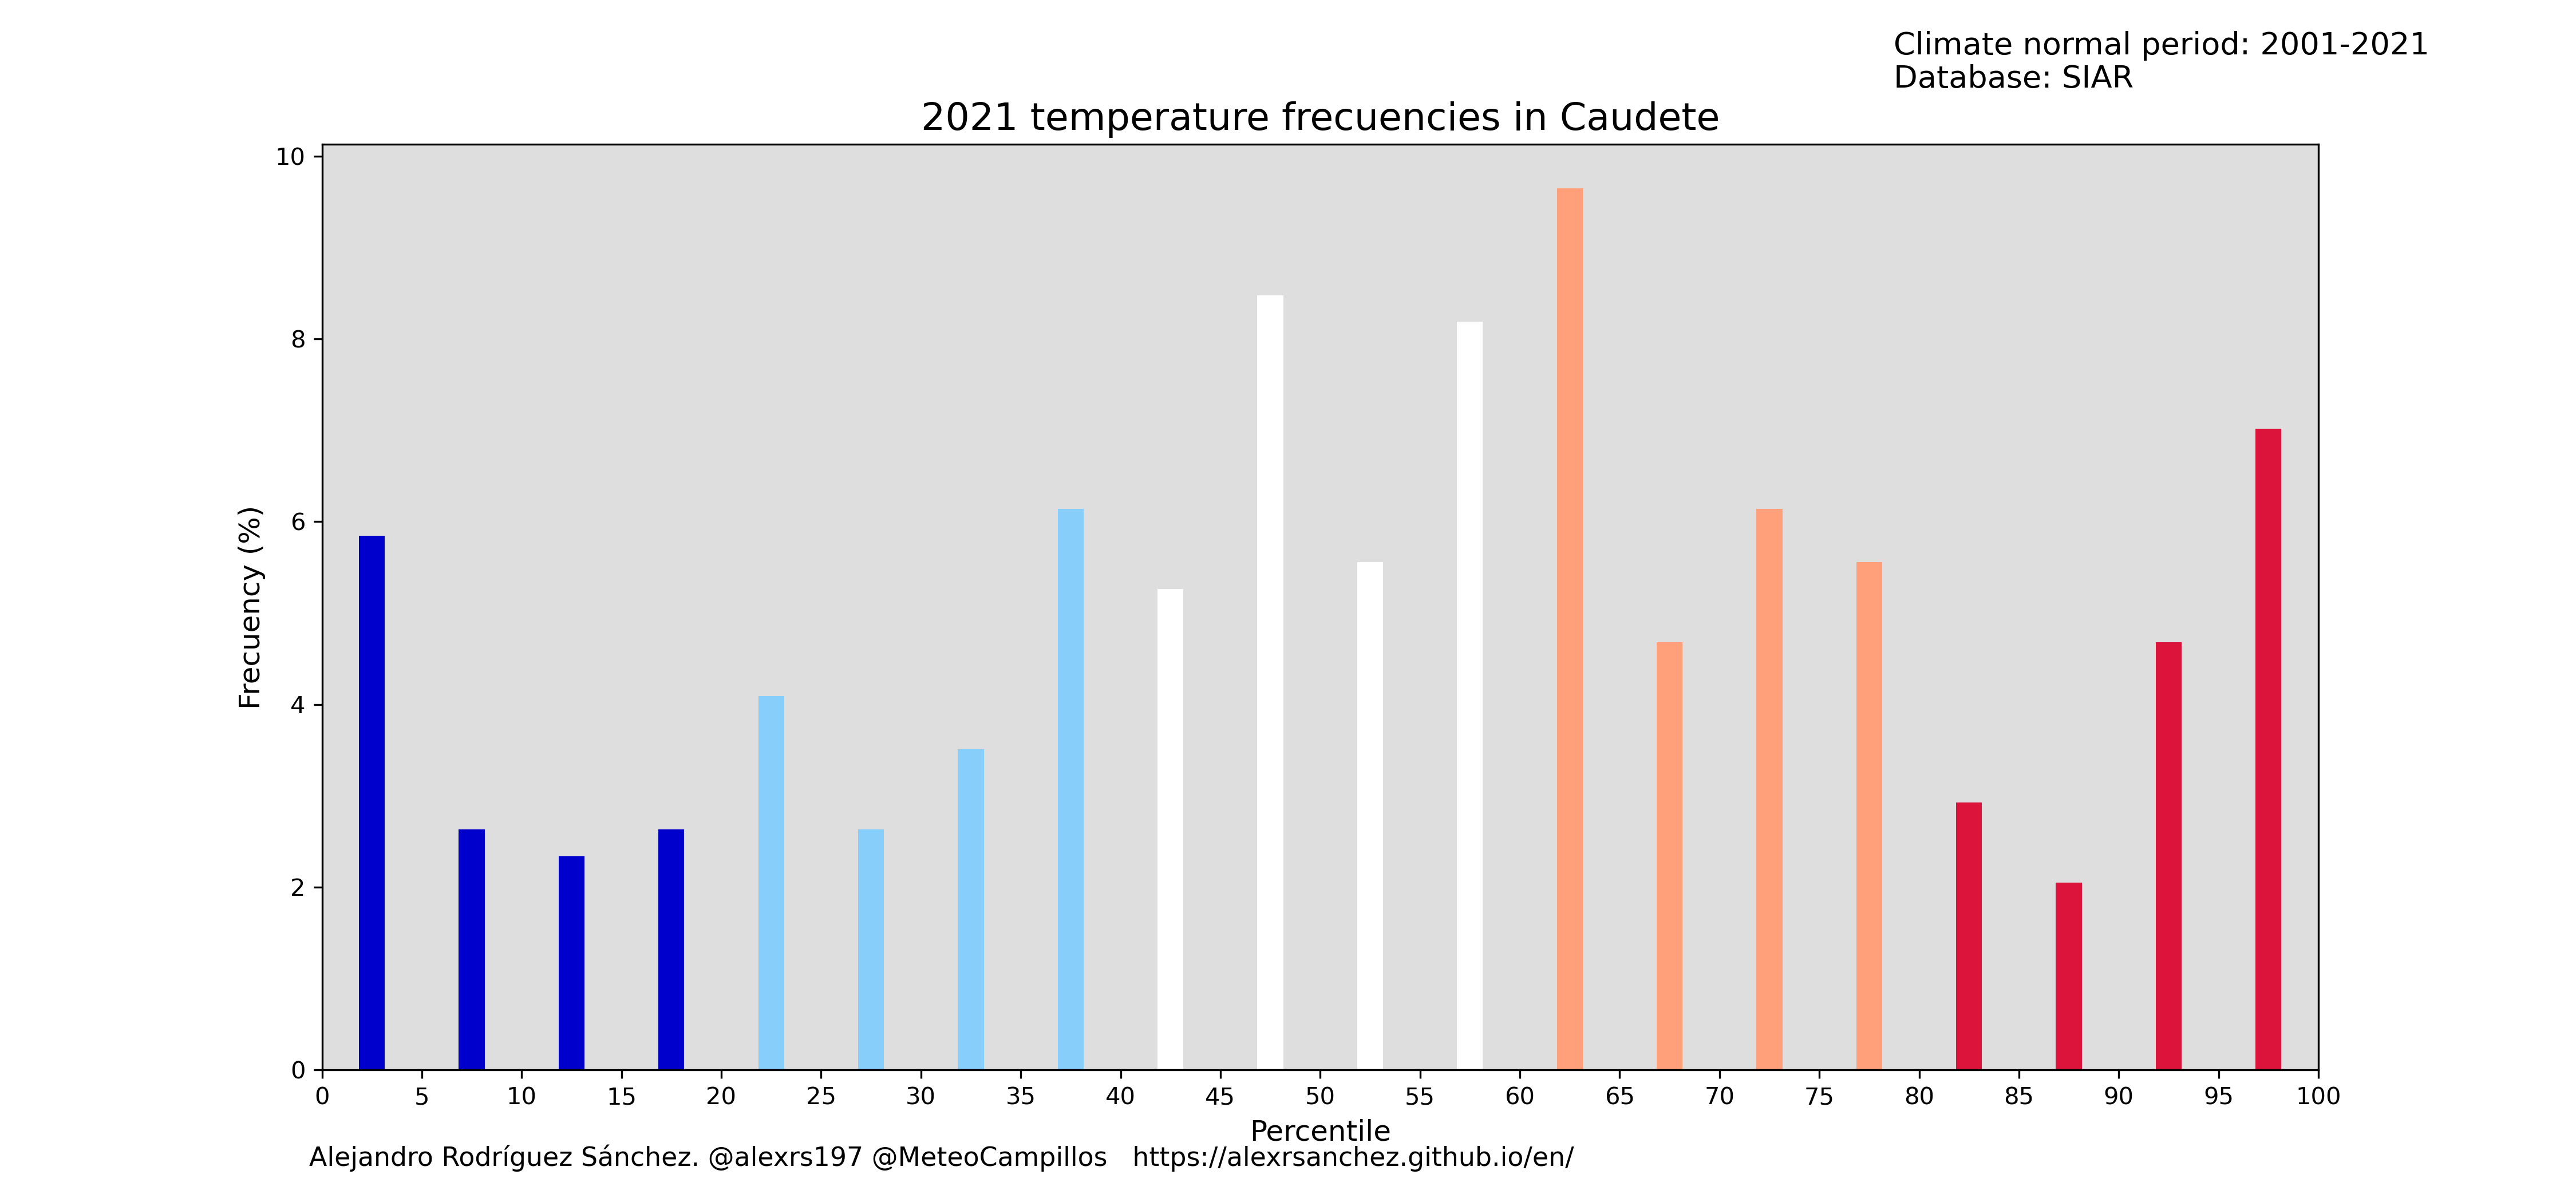 Climate normal period: 2001-2021
Database: SIAR
2021 temperature frecuencies in Caudete
10
8
6
4
2
0
Frecuency (%)
0 5 10 15 20 25 30 35 40 45 50 55 60 65 70 75 80 85 90 95 100
Percentile
Alejandro Rodríguez Sánchez. @alexrs197 @MeteoCampillos https://alexrsanchez.github.io/en/